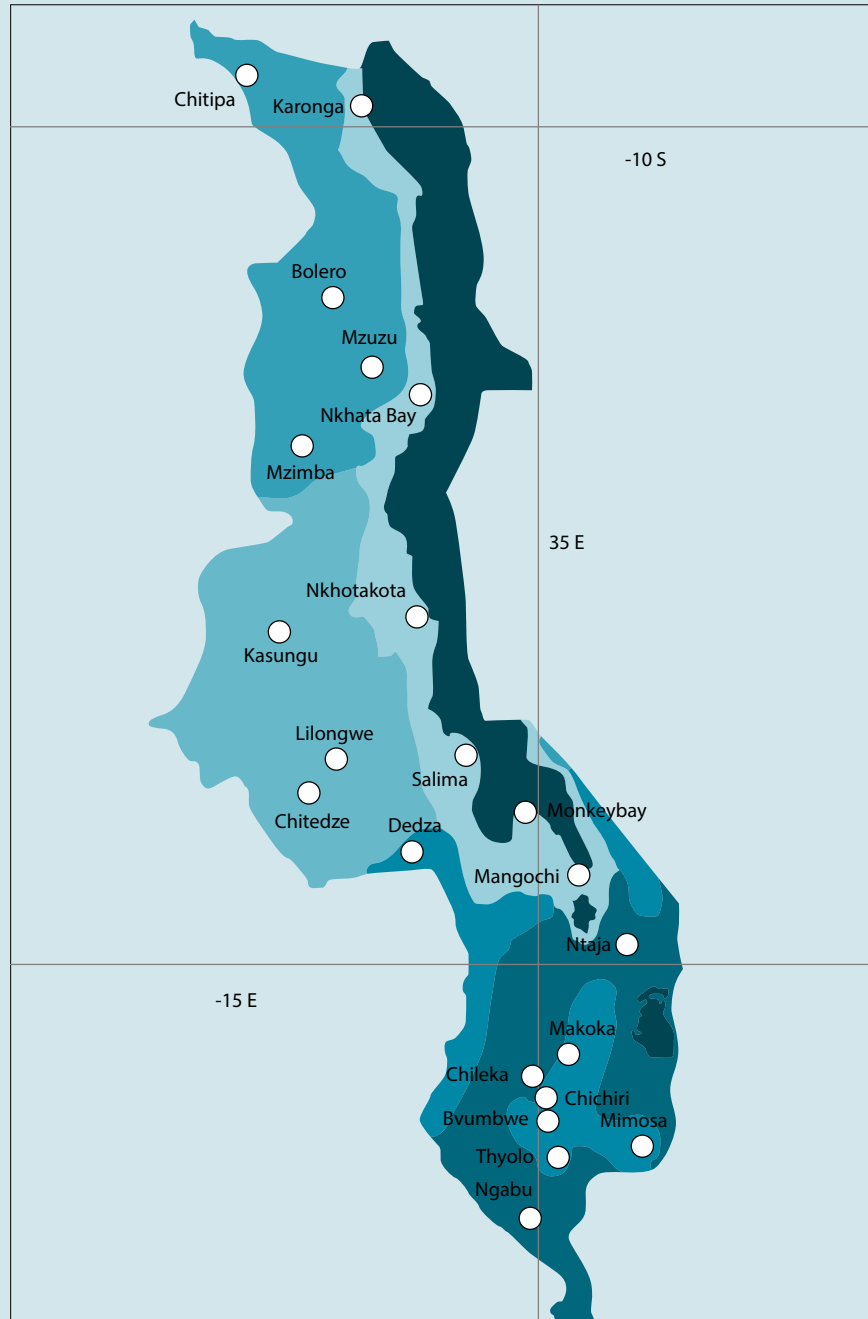 Chitipa
Karonga
-10 S
Bolero
Mzuzu
Nkhata Bay
Mzimba
35 E
Nkhotakota
Kasungu
Lilongwe
Salima
Chitedze
Dedza
Monkeybay
Mangochi
Ntaja
-15 E
Makoka
Chileka
Chichiri
Bvumbwe
Mimosa
Thyolo
Ngabu